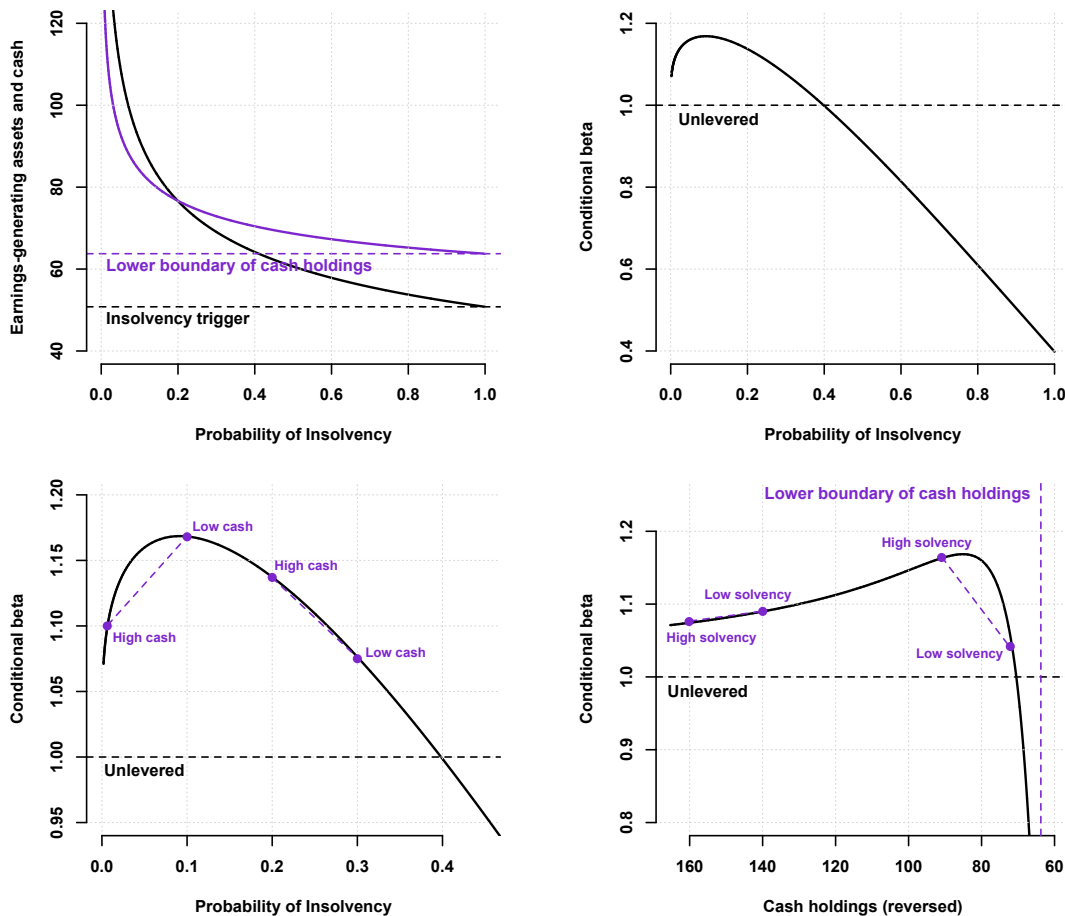 Earnings-generating assets and cash
120
100
80
60
40
Lower boundary of cash holdings
Insolvency trigger
0.0 0.2 0.4 0.6 0.8 1.0
Probability of Insolvency
Conditional beta
1.2
1.0
0.8
0.6
0.4
Unlevered
0.0 0.2 0.4 0.6 0.8 1.0
Probability of Insolvency
Conditional beta
1.20
1.15
1.10
1.05
1.00
0.95
Low cash
High cash
High cash
Low cash
Unlevered
0.0 0.1 0.2 0.3 0.4
Probability of Insolvency
Conditional beta
1.2
1.1
1.0
0.9
0.8
Lower boundary of cash holdings
High solvency
Low solvency
High solvency
Low solvency
Unlevered
160 140 120 100 80 60
Cash holdings (reversed)